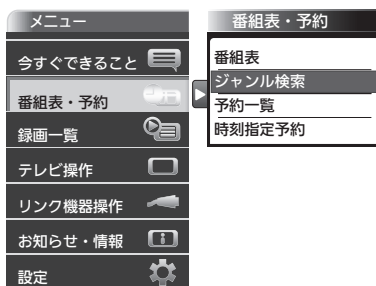 メニュー
今すぐできること
番組表・予約
録画一覧
テレビ操作
リンク機器操作
お知らせ・情報
設定
番組表・予約
番組表
ジャンル検索
予約一覧
時刻指定予約